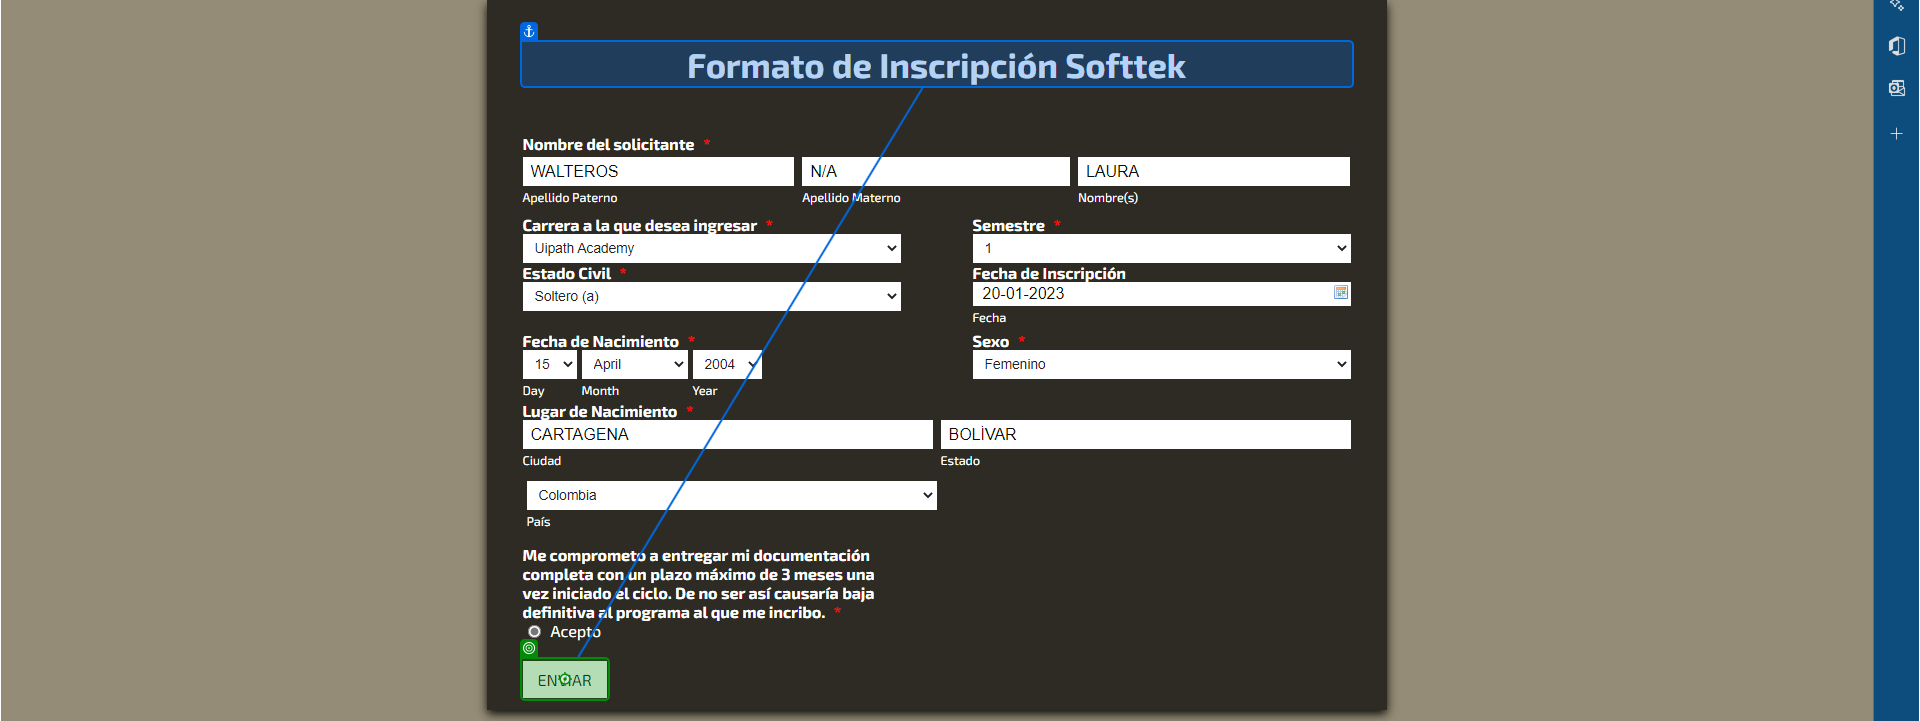 Formato de Inscripción Softtek
Nombre del solicitante *
WALTEROS N/A LAURA
Apellido Paterno Apellido Materno Nombre(s)
Carrera a la que desea ingresar * Semestre *
Uipath Academy 1
Estado Civil * Fecha de Inscripción
Soltero (a) 20-01-2023
Fecha
Fecha de Nacimiento * Sexo *
15 April 2004 Femenino
Day Month Year
Lugar de Nacimiento *
CARTAGENA BOLÍVAR
Ciudad Estado
Colombia
País
Me comprometo a entregar mi documentación
completa con un plazo máximo de 3 meses una
vez iniciado el ciclo. De no ser así causaría baja
definitiva al programa al que me incribo. *
Acepto
ENVIAR